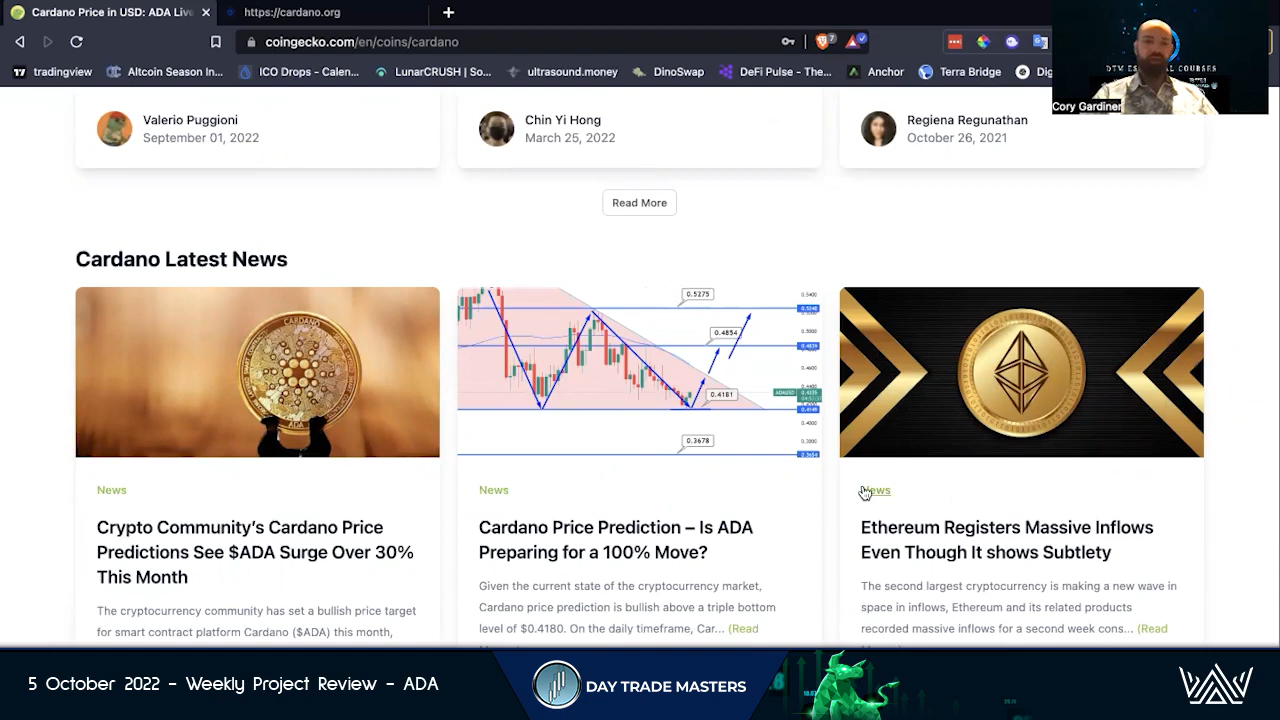 Cardano Price in USD: ADA Live
https://cardano.org
coingecko.com/en/coins/cardano
7
tradingview
Altcoin Season In...
ICO Drops - Calen...
LunarCRUSH | So...
ultrasound.money
DinoSwap
DeFi Pulse - The...
Anchor
Terra Bridge
Dig
Cory Gardiner
Valerio Puggioni
September 01, 2022
Chin Yi Hong
March 25, 2022
Regiena Regunathan
October 26, 2021
Read More
Cardano Latest News
CARDANO
ADA
0.5275
0.4854
0.4181
0.3678
News
Crypto Community's Cardano Price
Predictions See $ADA Surge Over 30%
This Month
The cryptocurrency community has set a bullish price target
for smart contract platform Cardano ($ADA) this month,
News
Cardano Price Prediction – Is ADA
Preparing for a 100% Move?
Given the current state of the cryptocurrency market,
Cardano price prediction is bullish above a triple bottom
level of $0.4180. On the daily timeframe, Car... (Read
News
Ethereum Registers Massive Inflows
Even Though It shows Subtlety
The second largest cryptocurrency is making a new wave in
space in inflows, Ethereum and its related products
recorded massive inflows for a second week cons... (Read
5 October 2022 - Weekly Project Review - ADA
DAY TRADE MASTERS